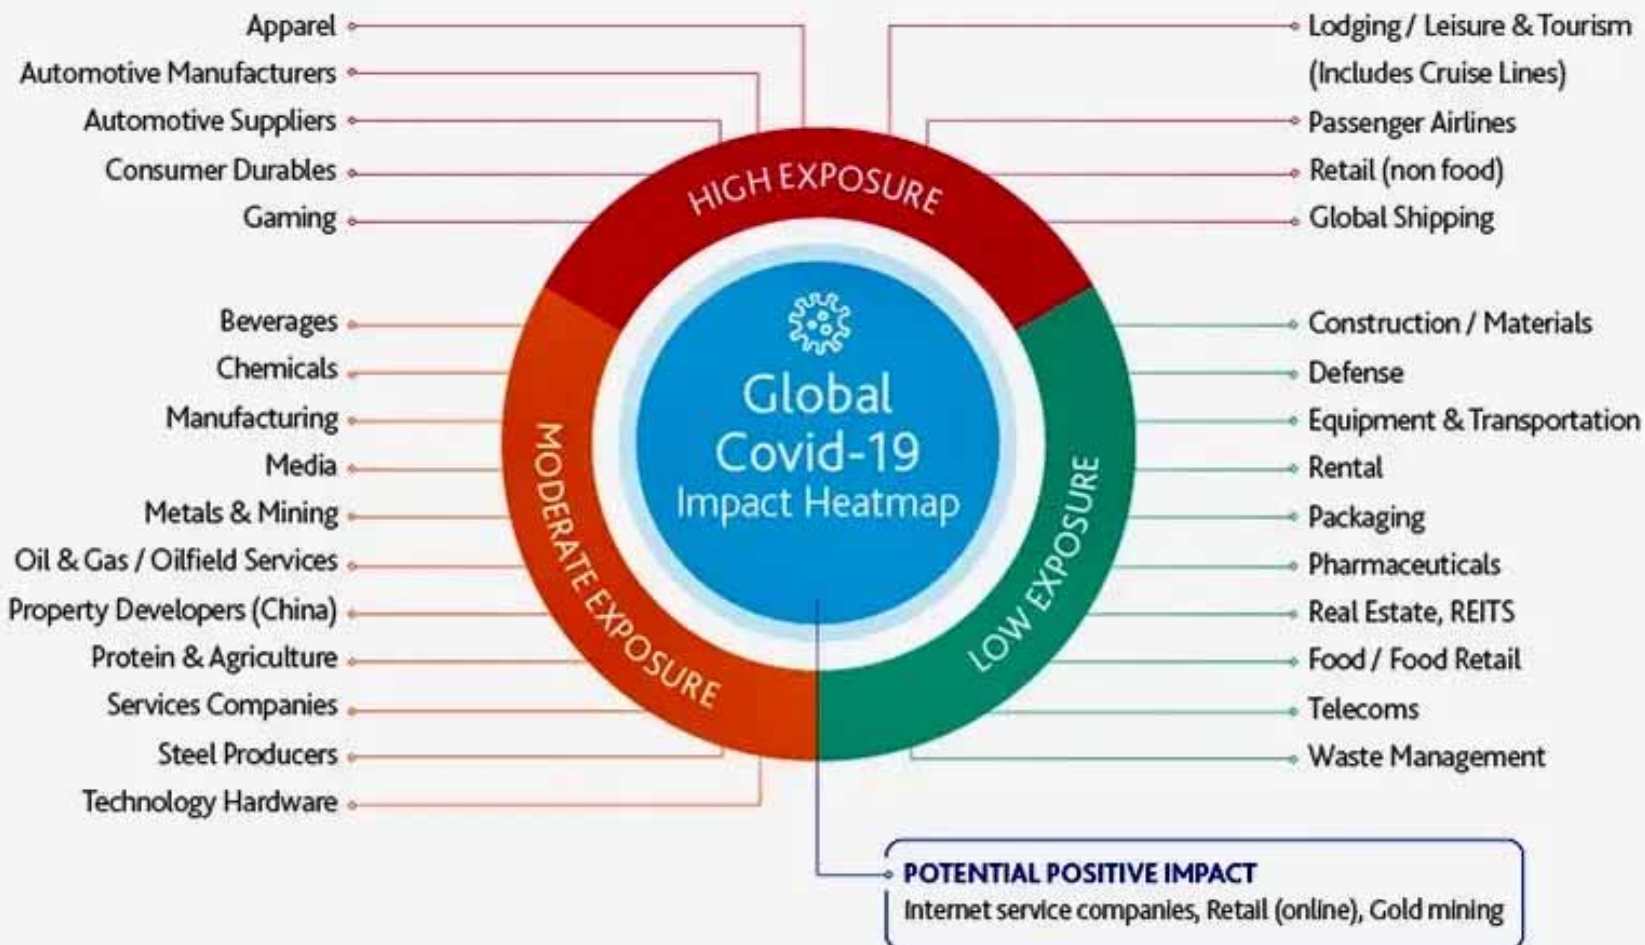 Apparel
Automotive Manufacturers
Automotive Suppliers
Consumer Durables
Gaming
Lodging / Leisure & Tourism
(Includes Cruise Lines)
Passenger Airlines
Retail (non food)
Global Shipping
HIGH EXPOSURE
Beverages
Chemicals
Manufacturing
Media
Metals & Mining
Oil & Gas / Oilfield Services
Property Developers (China)
Protein & Agriculture
Services Companies
Steel Producers
Technology Hardware
MODERATE EXPOSURE
Global
Covid-19
Impact Heatmap
LOW EXPOSURE
Construction / Materials
Defense
Equipment & Transportation
Rental
Packaging
Pharmaceuticals
Real Estate, REITS
Food / Food Retail
Telecoms
Waste Management
POTENTIAL POSITIVE IMPACT
Internet service companies, Retail (online), Gold mining